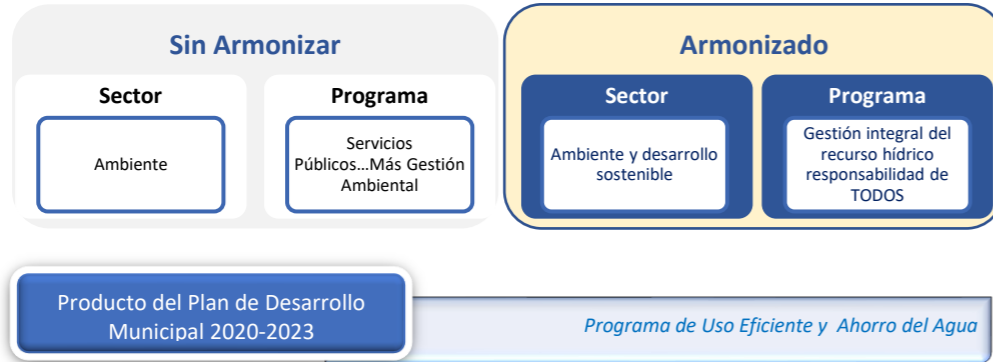 Sin Armonizar
Sector
Ambiente
Programa
Servicios
Públicos...Más Gestión
Ambiental
Armonizado
Sector
Ambiente y desarrollo
sostenible
Programa
Gestión integral del
recurso hídrico
responsabilidad de
TODOS
Producto del Plan de Desarrollo
Municipal 2020-2023
Programa de Uso Eficiente y Ahorro del Agua